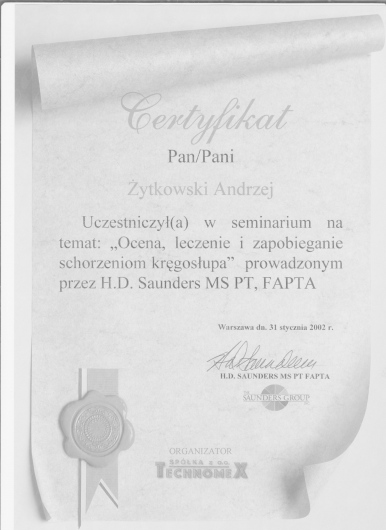 Certyfikat
Pan/Pani
Żytkowski Andrzej
Uczestniczył(a) w seminarium na
temat: „Ocena, leczenie i zapobieganie
schorzeniom kręgosłupa” prowadzonym
przez H.D. Saunders MS PT, FAPTA
Warszawa dn. 31 stycznia 2002 r.
H.D. SAUNDERS MS PT FAPTA
SAUNDERS GROUP
ORGANIZATOR
SPÓŁKA z oo.
TECHNOMEX